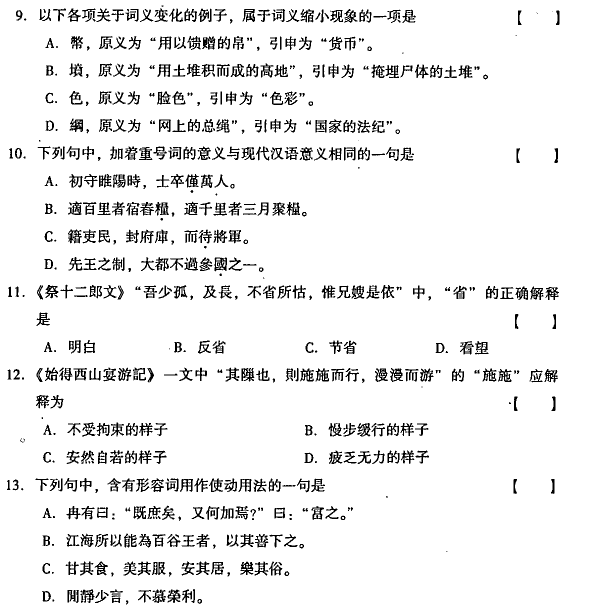 9. 以下各项关于词义变化的例子，属于词义缩小现象的一项是 【 】
A. 幣，原义为“用以馈赠的帛”，引申为“货币”。
B. 墳，原义为“用土堆积而成的高地”，引申为“掩埋尸体的土堆”。
C. 色，原义为“脸色”，引申为“色彩”。
D. 綱，原义为“网上的总绳”，引申为“国家的法纪”。
10. 下列句中，加着重号词的意义与现代汉语意义相同的一句是 【 】
A. 初守睢陽時，士卒僅萬人。
B. 適百里者宿舂糧，適千里者三月聚糧。
C. 籍吏民，封府庫，而待將軍。
D. 先王之制，大都不過參國之一。
11. 《祭十二郎文》“吾少孤，及長，不省所怙，惟兄嫂是依”中，“省”的正确解释
是 【 】
A. 明白 B. 反省 C. 节省 D. 看望
12. 《始得西山宴游記》一文中“其隟也，則施施而行，漫漫而游”的“施施”应解
释为 【 】
A. 不受拘束的样子 B. 慢步缓行的样子
C. 安然自若的样子 D. 疲乏无力的样子
13. 下列句中，含有形容词用作使动用法的一句是 【 】
A. 冉有曰：“既庶矣，又何加焉？”曰：“富之。”
B. 江海所以能為百谷王者，以其善下之。
C. 甘其食，美其服，安其居，樂其俗。
D. 閒靜少言，不慕榮利。